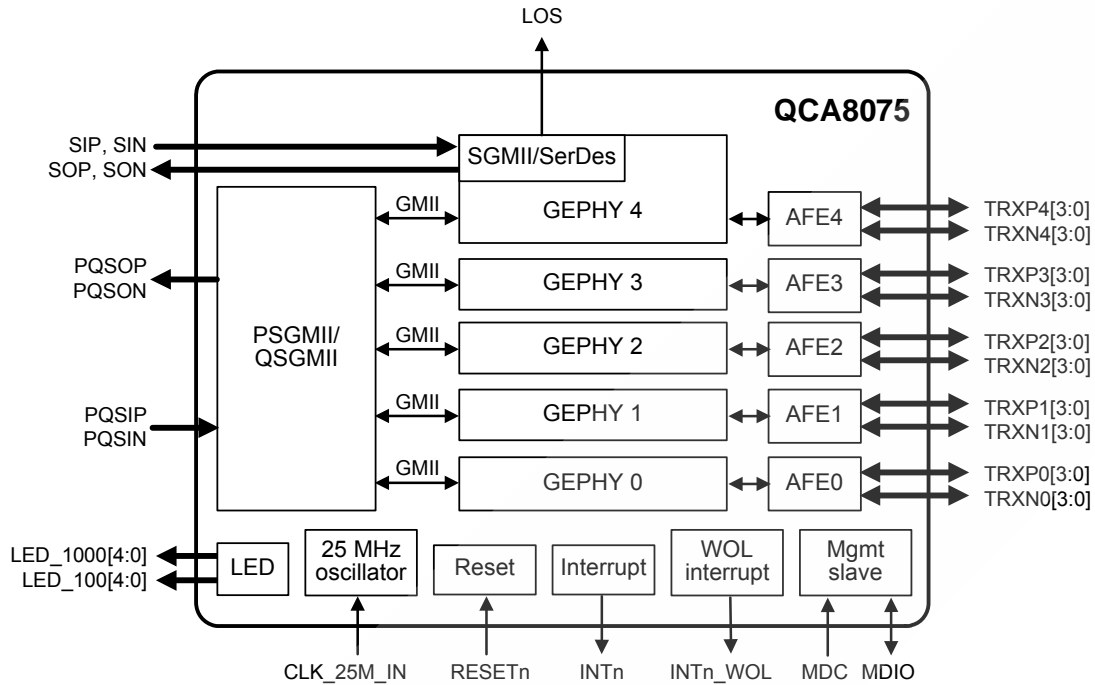 LOS
QCA8075
SIP, SIN
SOP, SON
SGMII/SerDes
GMII
GEPHY 4
AFE4
TRXP4[3:0]
TRXN4[3:0]
PQSOP
PQSON
GMII
GEPHY 3
AFE3
TRXP3[3:0]
TRXN3[3:0]
PSGMII/
QSGMII
GMII
GEPHY 2
AFE2
TRXP2[3:0]
TRXN2[3:0]
PQSIP
PQSIN
GMII
GEPHY 1
AFE1
TRXP1[3:0]
TRXN1[3:0]
GMII
GEPHY 0
AFE0
TRXP0[3:0]
TRXN0[3:0]
LED_1000[4:0]
LED_100[4:0]
LED
25 MHz
oscillator
Reset
Interrupt
WOL
interrupt
Mgmt
slave
CLK_25M_IN
RESETn
INTn
INTn_WOL
MDC
MDIO